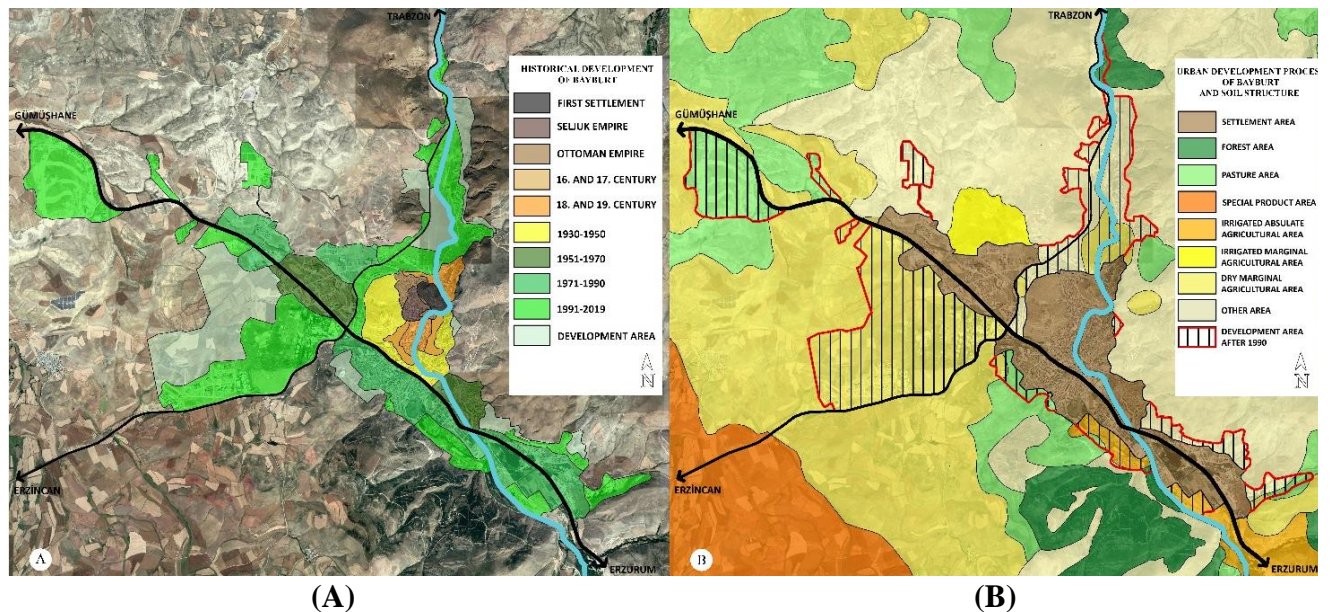 TRABZON
GÜMÜŞHANE
ERZİNCAN
ERZURUM
HISTORICAL DEVELOPMENT
OF BAYBURT
FIRST SETTLEMENT
SELJUK EMPIRE
OTTOMAN EMPIRE
16. AND 17. CENTURY
18. AND 19. CENTURY
1930-1950
1951-1970
1971-1990
1991-2019
DEVELOPMENT AREA
N
A
TRABZON
GÜMÜŞHANE
ERZİNCAN
ERZURUM
URBAN DEVELOPMENT PROCES
OF BAYBURT
AND SOIL STRUCTURE
SETTLEMENT AREA
FOREST AREA
PASTURE AREA
SPECIAL PRODUCT AREA
IRRIGATED ABSULATE
AGRICULTURAL AREA
IRRIGATED MARGINAL
AGRICULTURAL AREA
DRY MARGINAL
AGRICULTURAL AREA
OTHER AREA
DEVELOPMENT AREA
AFTER 1990
N
B
(A)
(B)